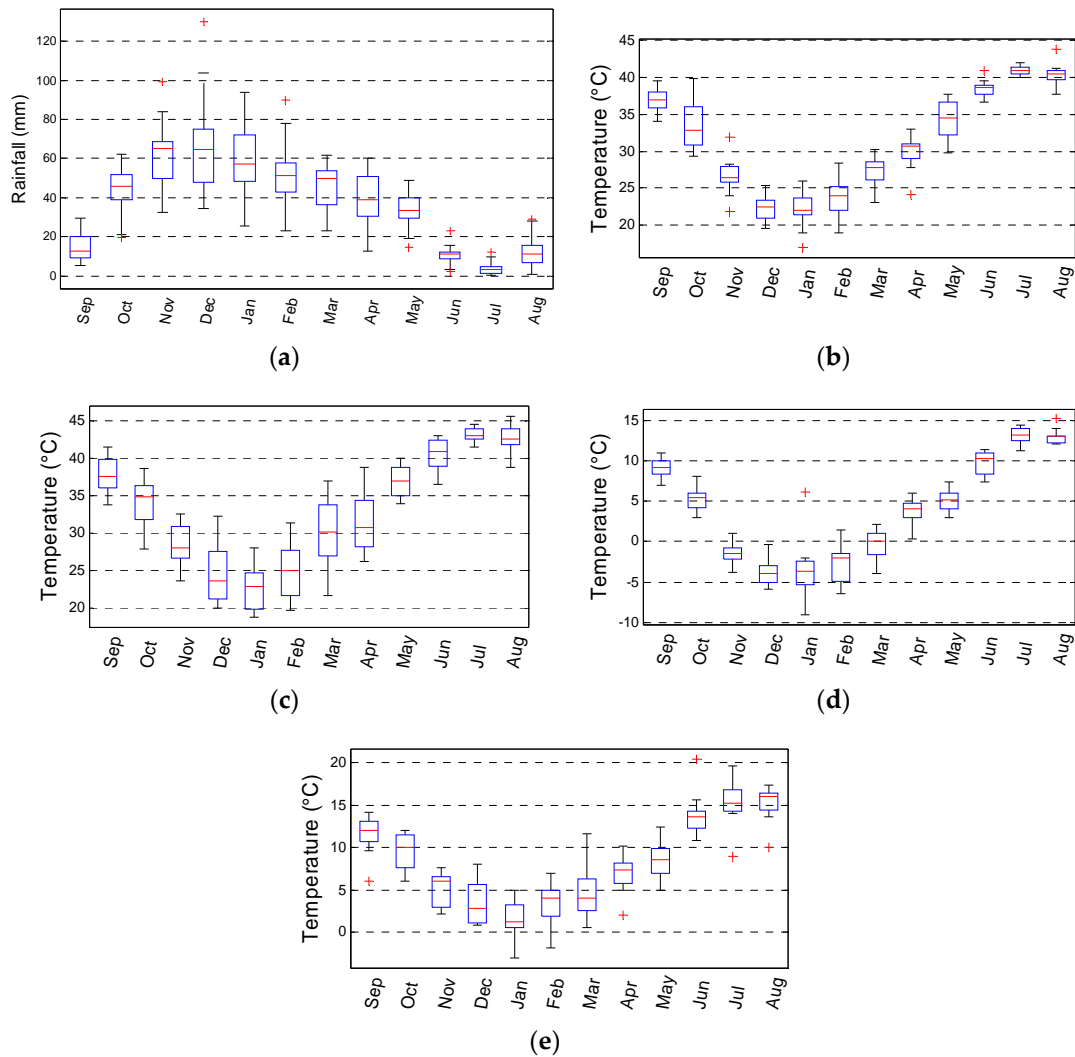 120
100
80
60
40
20
0
Rainfall (mm)
Sep Oct Nov Dec Jan Feb Mar Apr May Jun Jul Aug
(a)
45
40
35
30
25
20
Temperature (°C)
Sep Oct Nov Dec Jan Feb Mar Apr May Jun Jul Aug
(b)
45
40
35
30
25
20
Temperature (°C)
Sep Oct Nov Dec Jan Feb Mar Apr May Jun Jul Aug
(c)
15
10
5
0
-5
-10
Temperature (°C)
Sep Oct Nov Dec Jan Feb Mar Apr May Jun Jul Aug
(d)
20
15
10
5
0
Temperature (°C)
Sep Oct Nov Dec Jan Feb Mar Apr May Jun Jul Aug
(e)